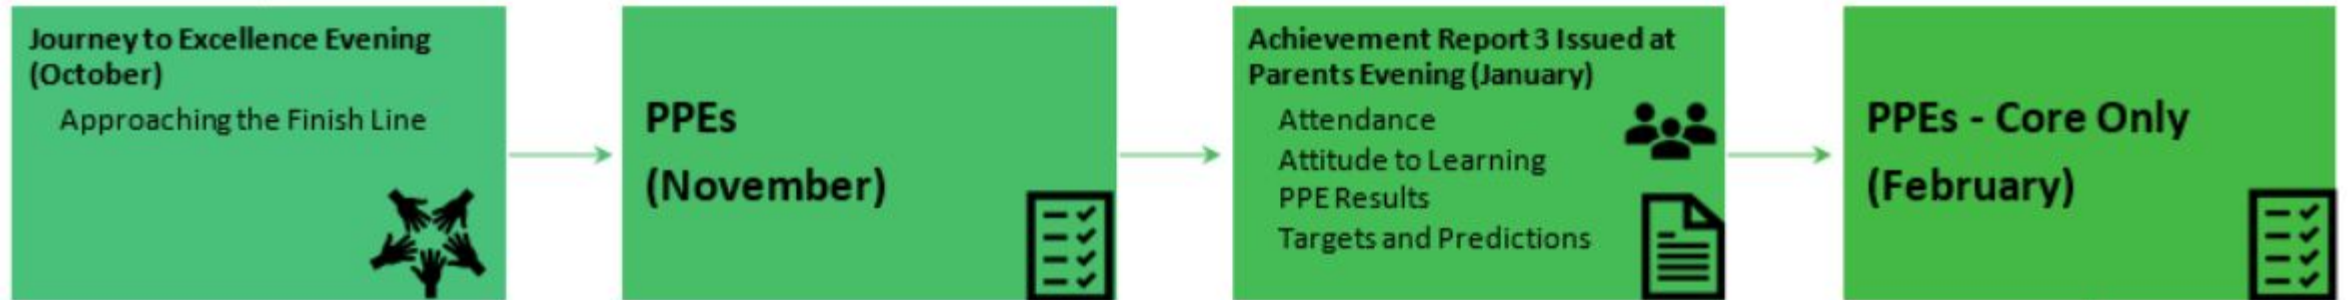 Journey to Excellence Evening
(October)
Approaching the Finish Line
PPEs
(November)
Achievement Report 3 Issued at
Parents Evening (January)
Attendance
Attitude to Learning
PPE Results
Targets and Predictions
PPEs - Core Only
(February)